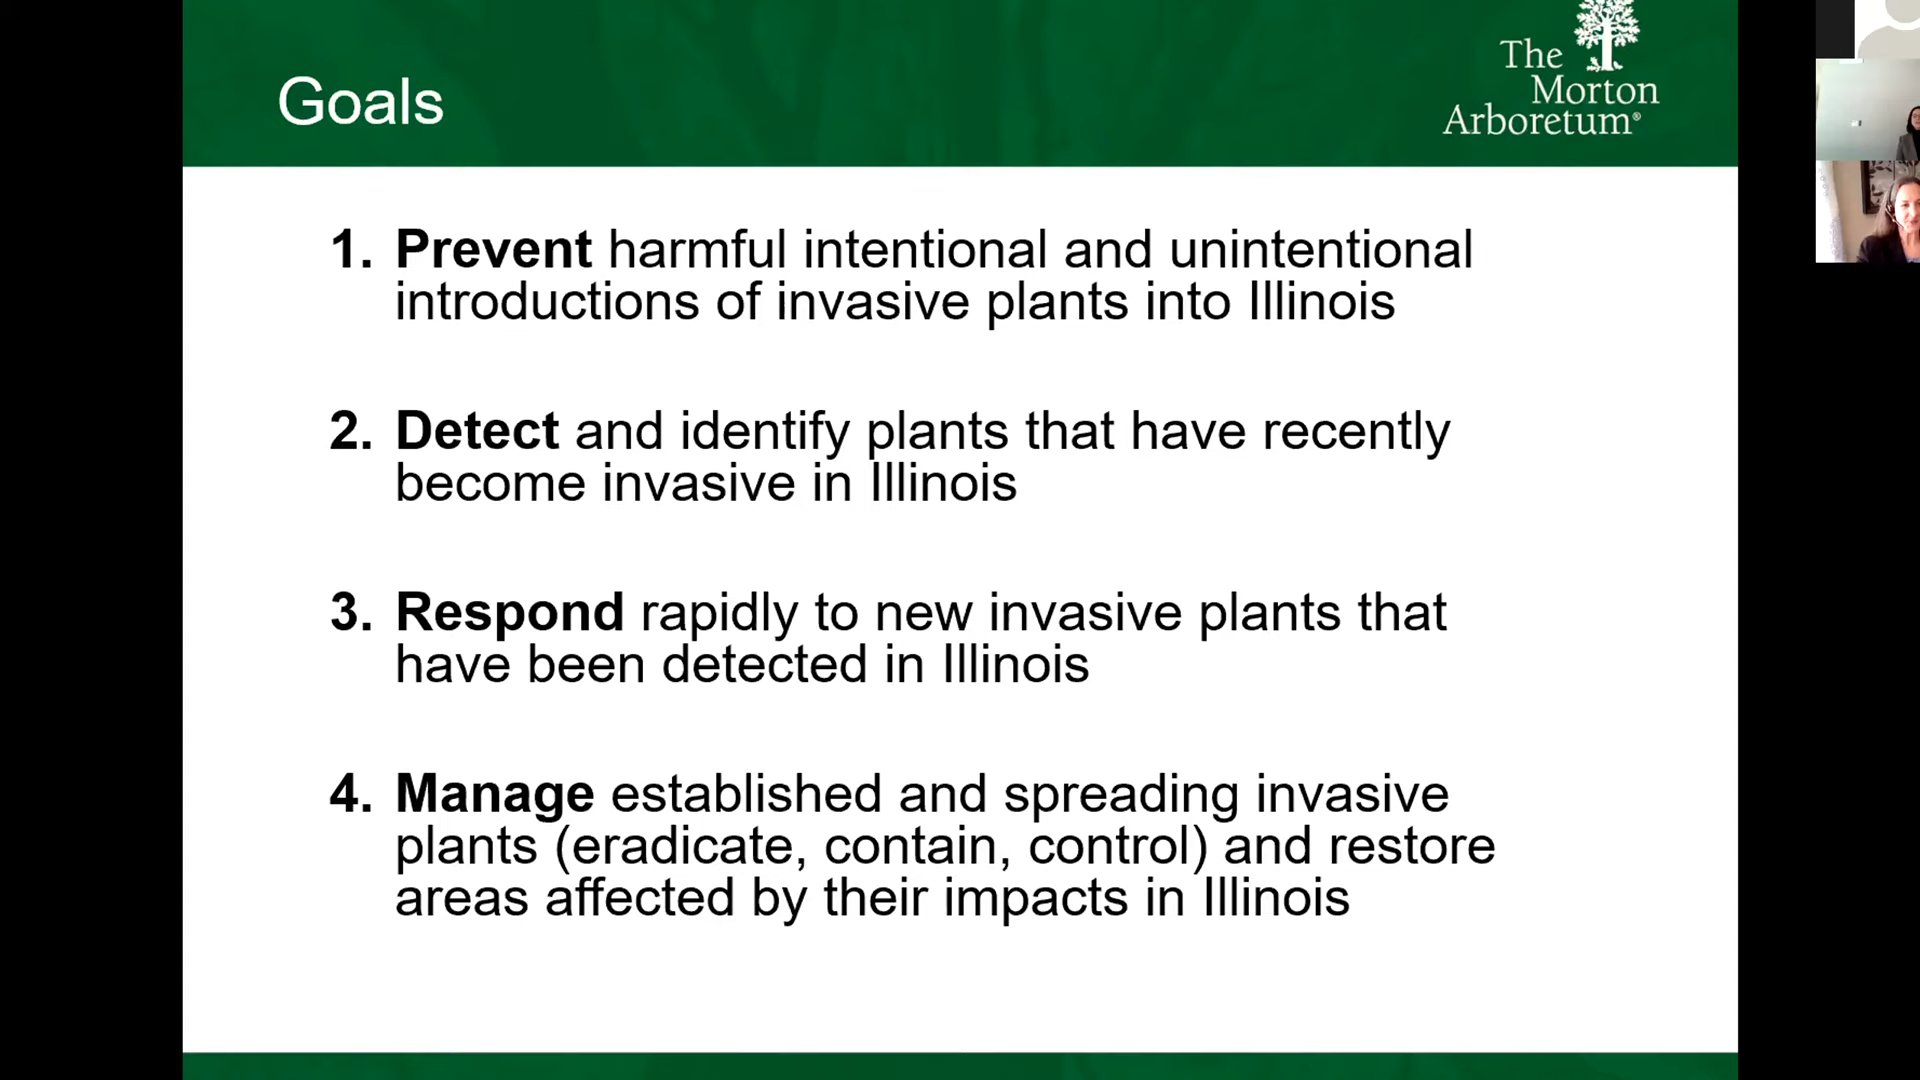 Goals
The
Morton
Arboretum®
1. Prevent harmful intentional and unintentional
introductions of invasive plants into Illinois
2. Detect and identify plants that have recently
become invasive in Illinois
3. Respond rapidly to new invasive plants that
have been detected in Illinois
4. Manage established and spreading invasive
plants (eradicate, contain, control) and restore
areas affected by their impacts in Illinois